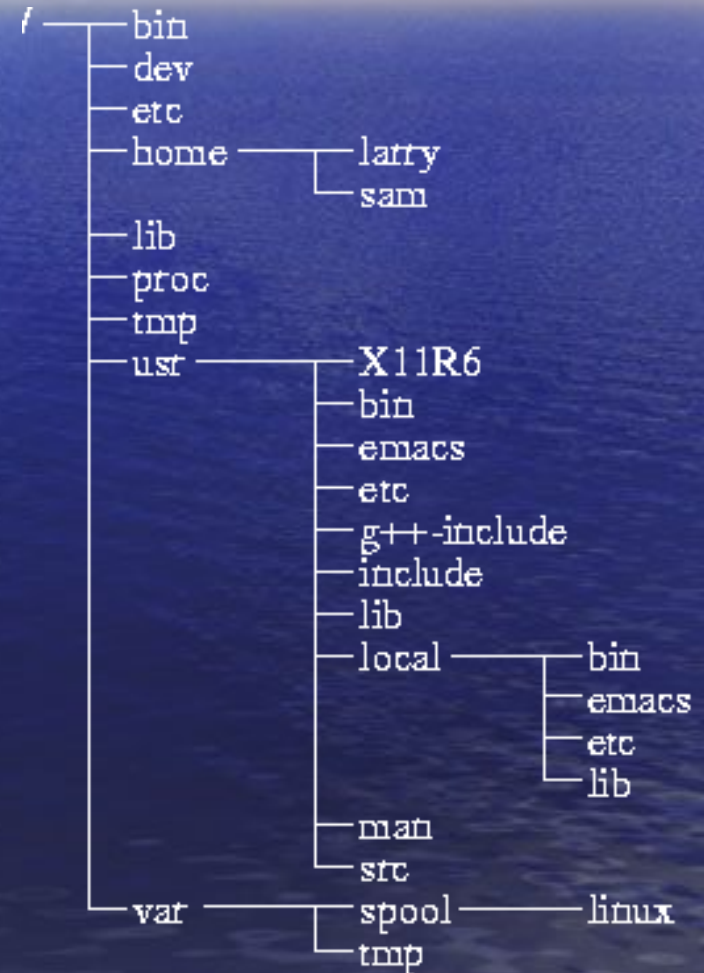 / bin
dev
etc
home larry
sam
lib
proc
tmp
usr X11R6
bin
emacs
etc
g++-include
include
lib
local bin
emacs
etc
lib
man
src
var spool linux
tmp